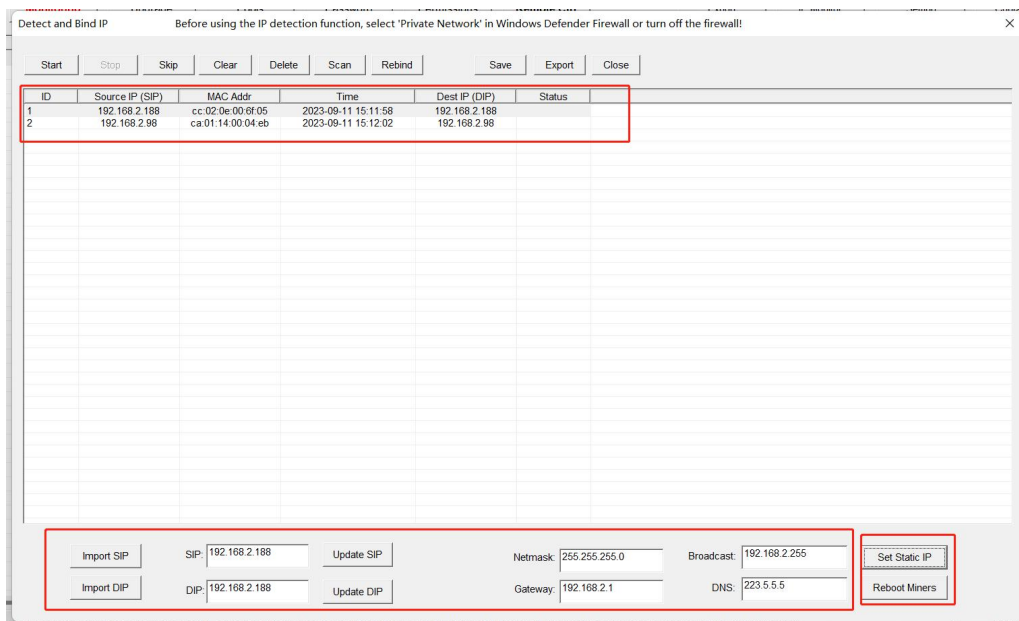 Detect and Bind IP Before using the IP detection function, select 'Private Network' in Windows Defender Firewall or turn off the firewall!
Start Stop Skip Clear Delete Scan Rebind Save Export Close
ID Source IP (SIP) MAC Addr Time Dest IP (DIP) Status
1 192.168.2.188 cc:02:0e:00:6f:05 2023-09-11 15:11:58 192.168.2.188
2 192.168.2.98 ca:01:14:00:04:eb 2023-09-11 15:12:02 192.168.2.98
Import SIP SIP: 192.168.2.188 Update SIP Netmask: 255.255.255.0 Broadcast: 192.168.2.255 Set Static IP
Import DIP DIP: 192.168.2.188 Update DIP Gateway: 192.168.2.1 DNS: 223.5.5.5 Reboot Miners